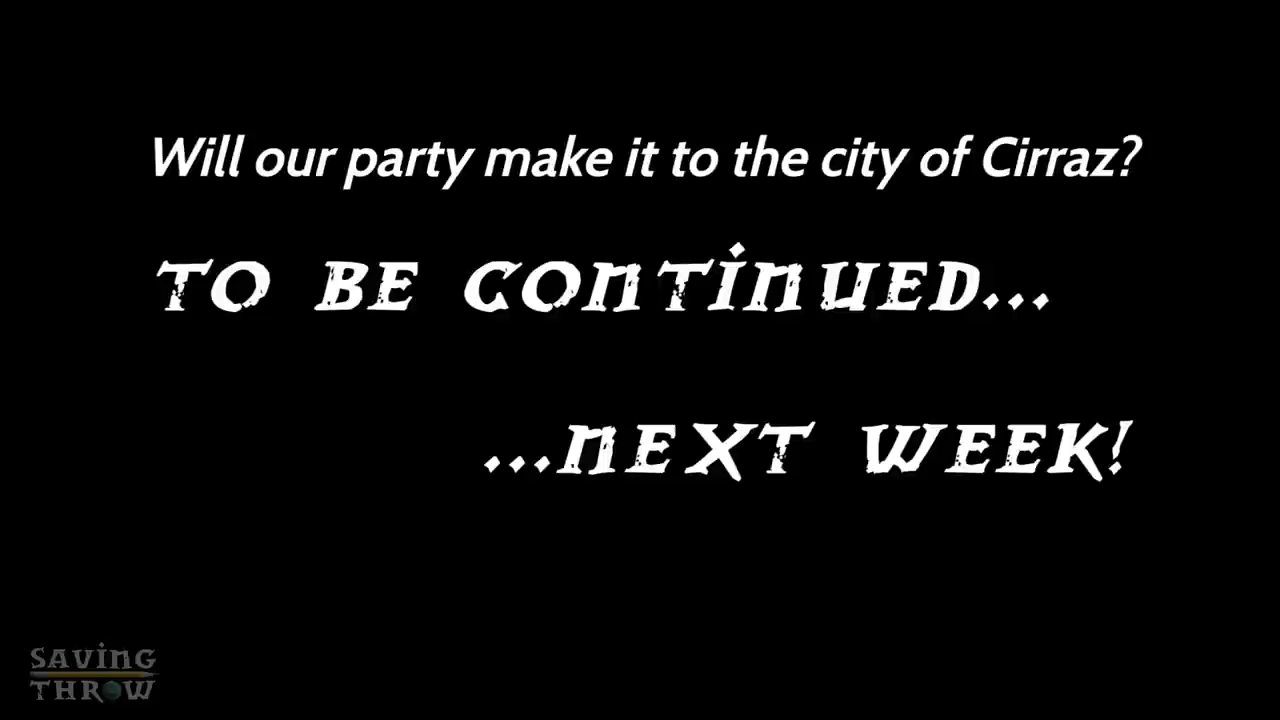 Will our party make it to the city of Cirraz?
TO BE CONTINUED...
...NEXT WEEK!
SAVING
THROW